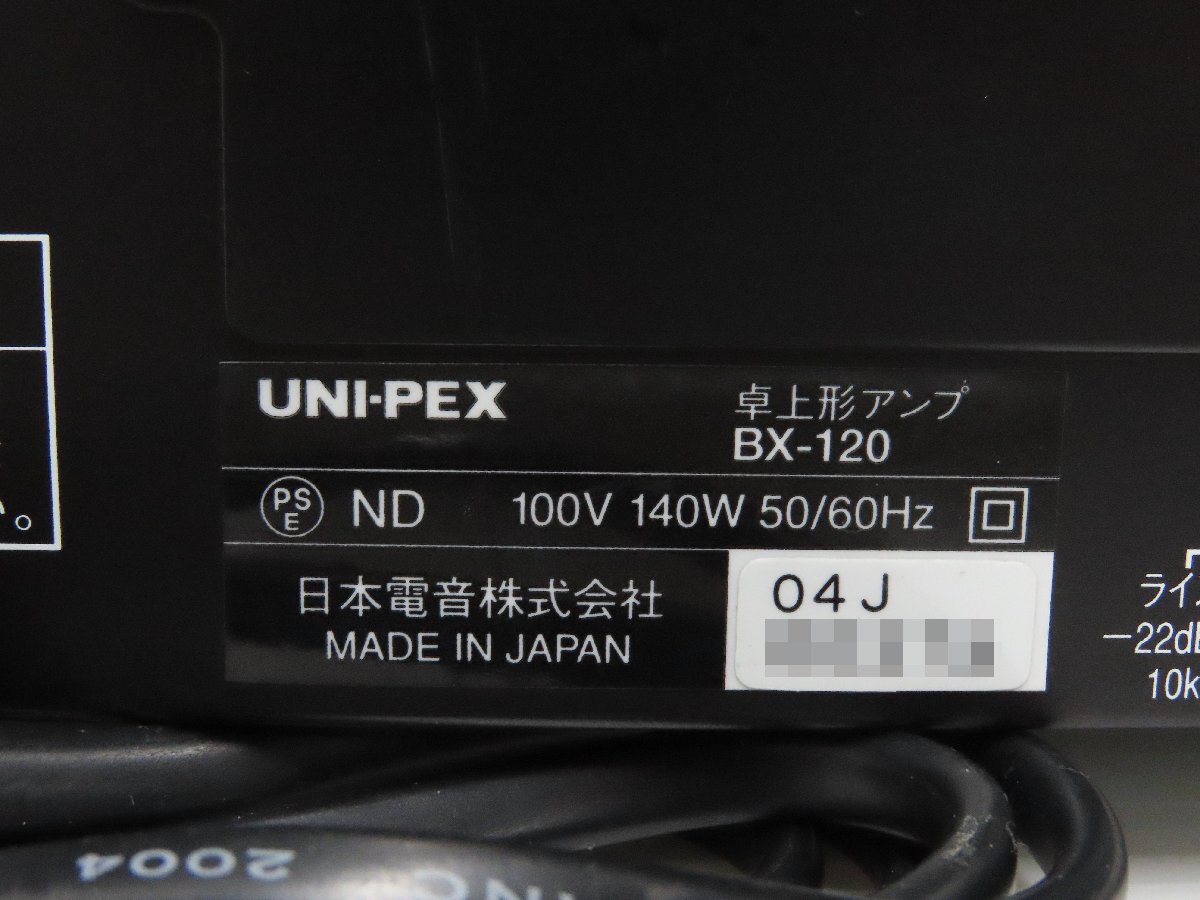 UNI-PEX
卓上形アンプ
BX-120
PS
E
ND
100V 140W 50/60Hz
日本電音株式会社
MADE IN JAPAN
04J
。
ライ
－22d
10k
2004